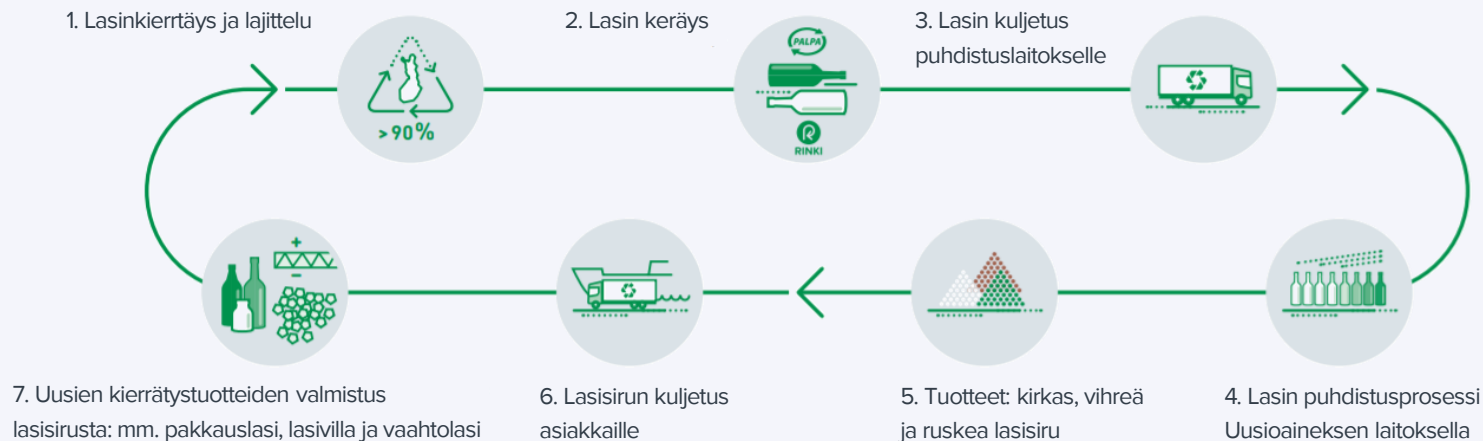 1. Lasinkierrtäys ja lajittelu
>90%
2. Lasin keräys
PALPA
RINKI
3. Lasin kuljetus
puhdistuslaitokselle
4. Lasin puhdistusprosessi
Uusioaineksen laitoksella
5. Tuotteet: kirkas, vihreä
ja ruskea lasisiru
6. Lasisirun kuljetus
asiakkaille
7. Uusien kierrätystuotteiden valmistus
lasisirusta: mm. pakkauslasi, lasivilla ja vaahtolasi